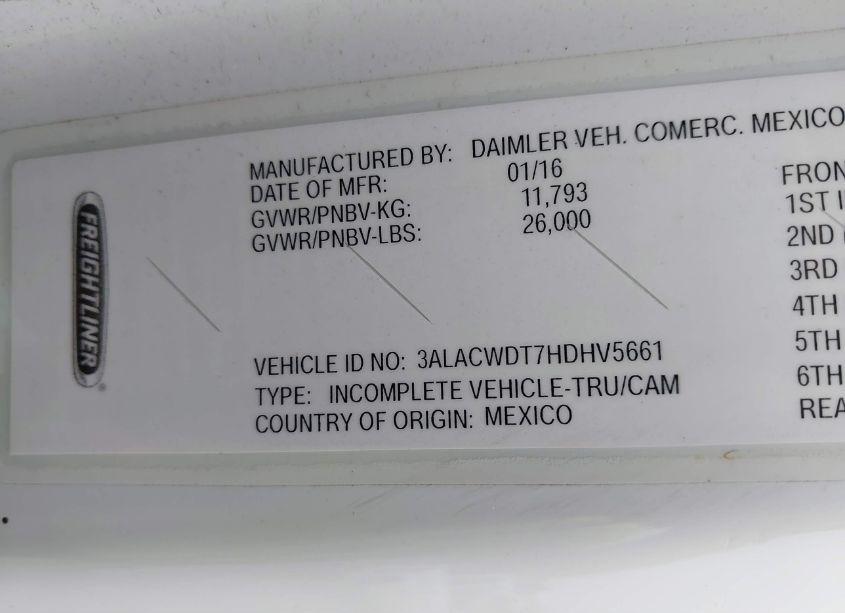 FREIGHTLINER
MANUFACTURED BY: DAIMLER VEH. COMERC. MEXICO
DATE OF MFR: 01/16
GVWR/PNBV-KG: 11,793
GVWR/PNBV-LBS: 26,000
VEHICLE ID NO: 3ALACWDT7HDHV5661
TYPE: INCOMPLETE VEHICLE-TRU/CAM
COUNTRY OF ORIGIN: MEXICO
FRON
1ST
2ND
3RD
4TH
5TH
6TH
REA